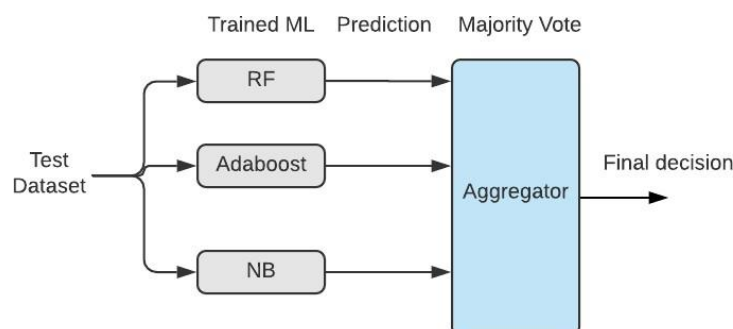 Trained ML Prediction Majority Vote
RF
Test
Dataset
Adaboost
Aggregator
Final decision
NB